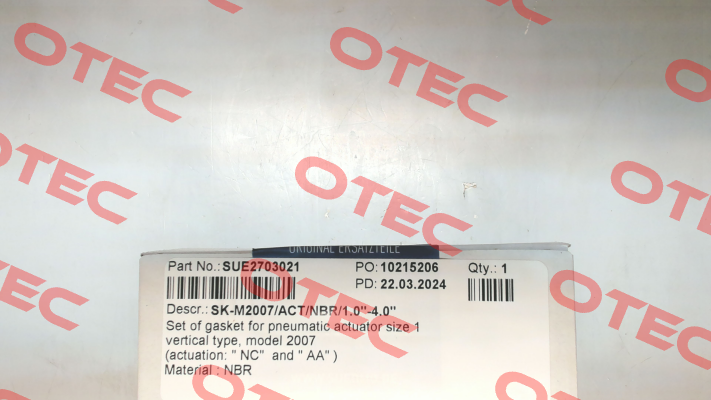 ORIGINAL ERSATZTEILE
Part No.: SUE2703021
PO: 10215206
Qty.: 1
PD: 22.03.2024
Descr.: SK-M2007/ACT/NBR/1.0"-4.0"
Set of gasket for pneumatic actuator size 1
vertical type, model 2007
(actuation: " NC" and " AA" )
Material : NBR
OTEC
OTEC
OTEC
OTEC
OTEC
OTEC
OTEC
OTEC
OTEC
OTEC